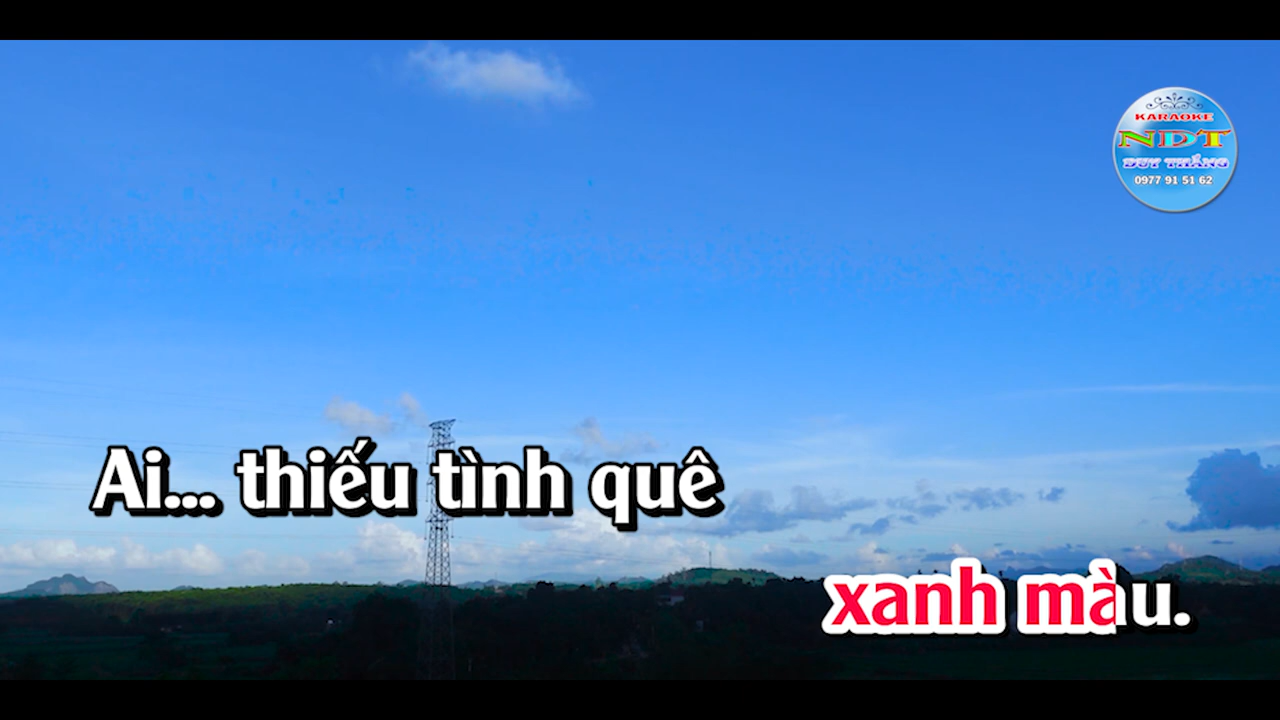 KARAOKE
NDT
DUY THẮNG
0977 91 51 62
Ai... thiếu tình quê
xanh màu.